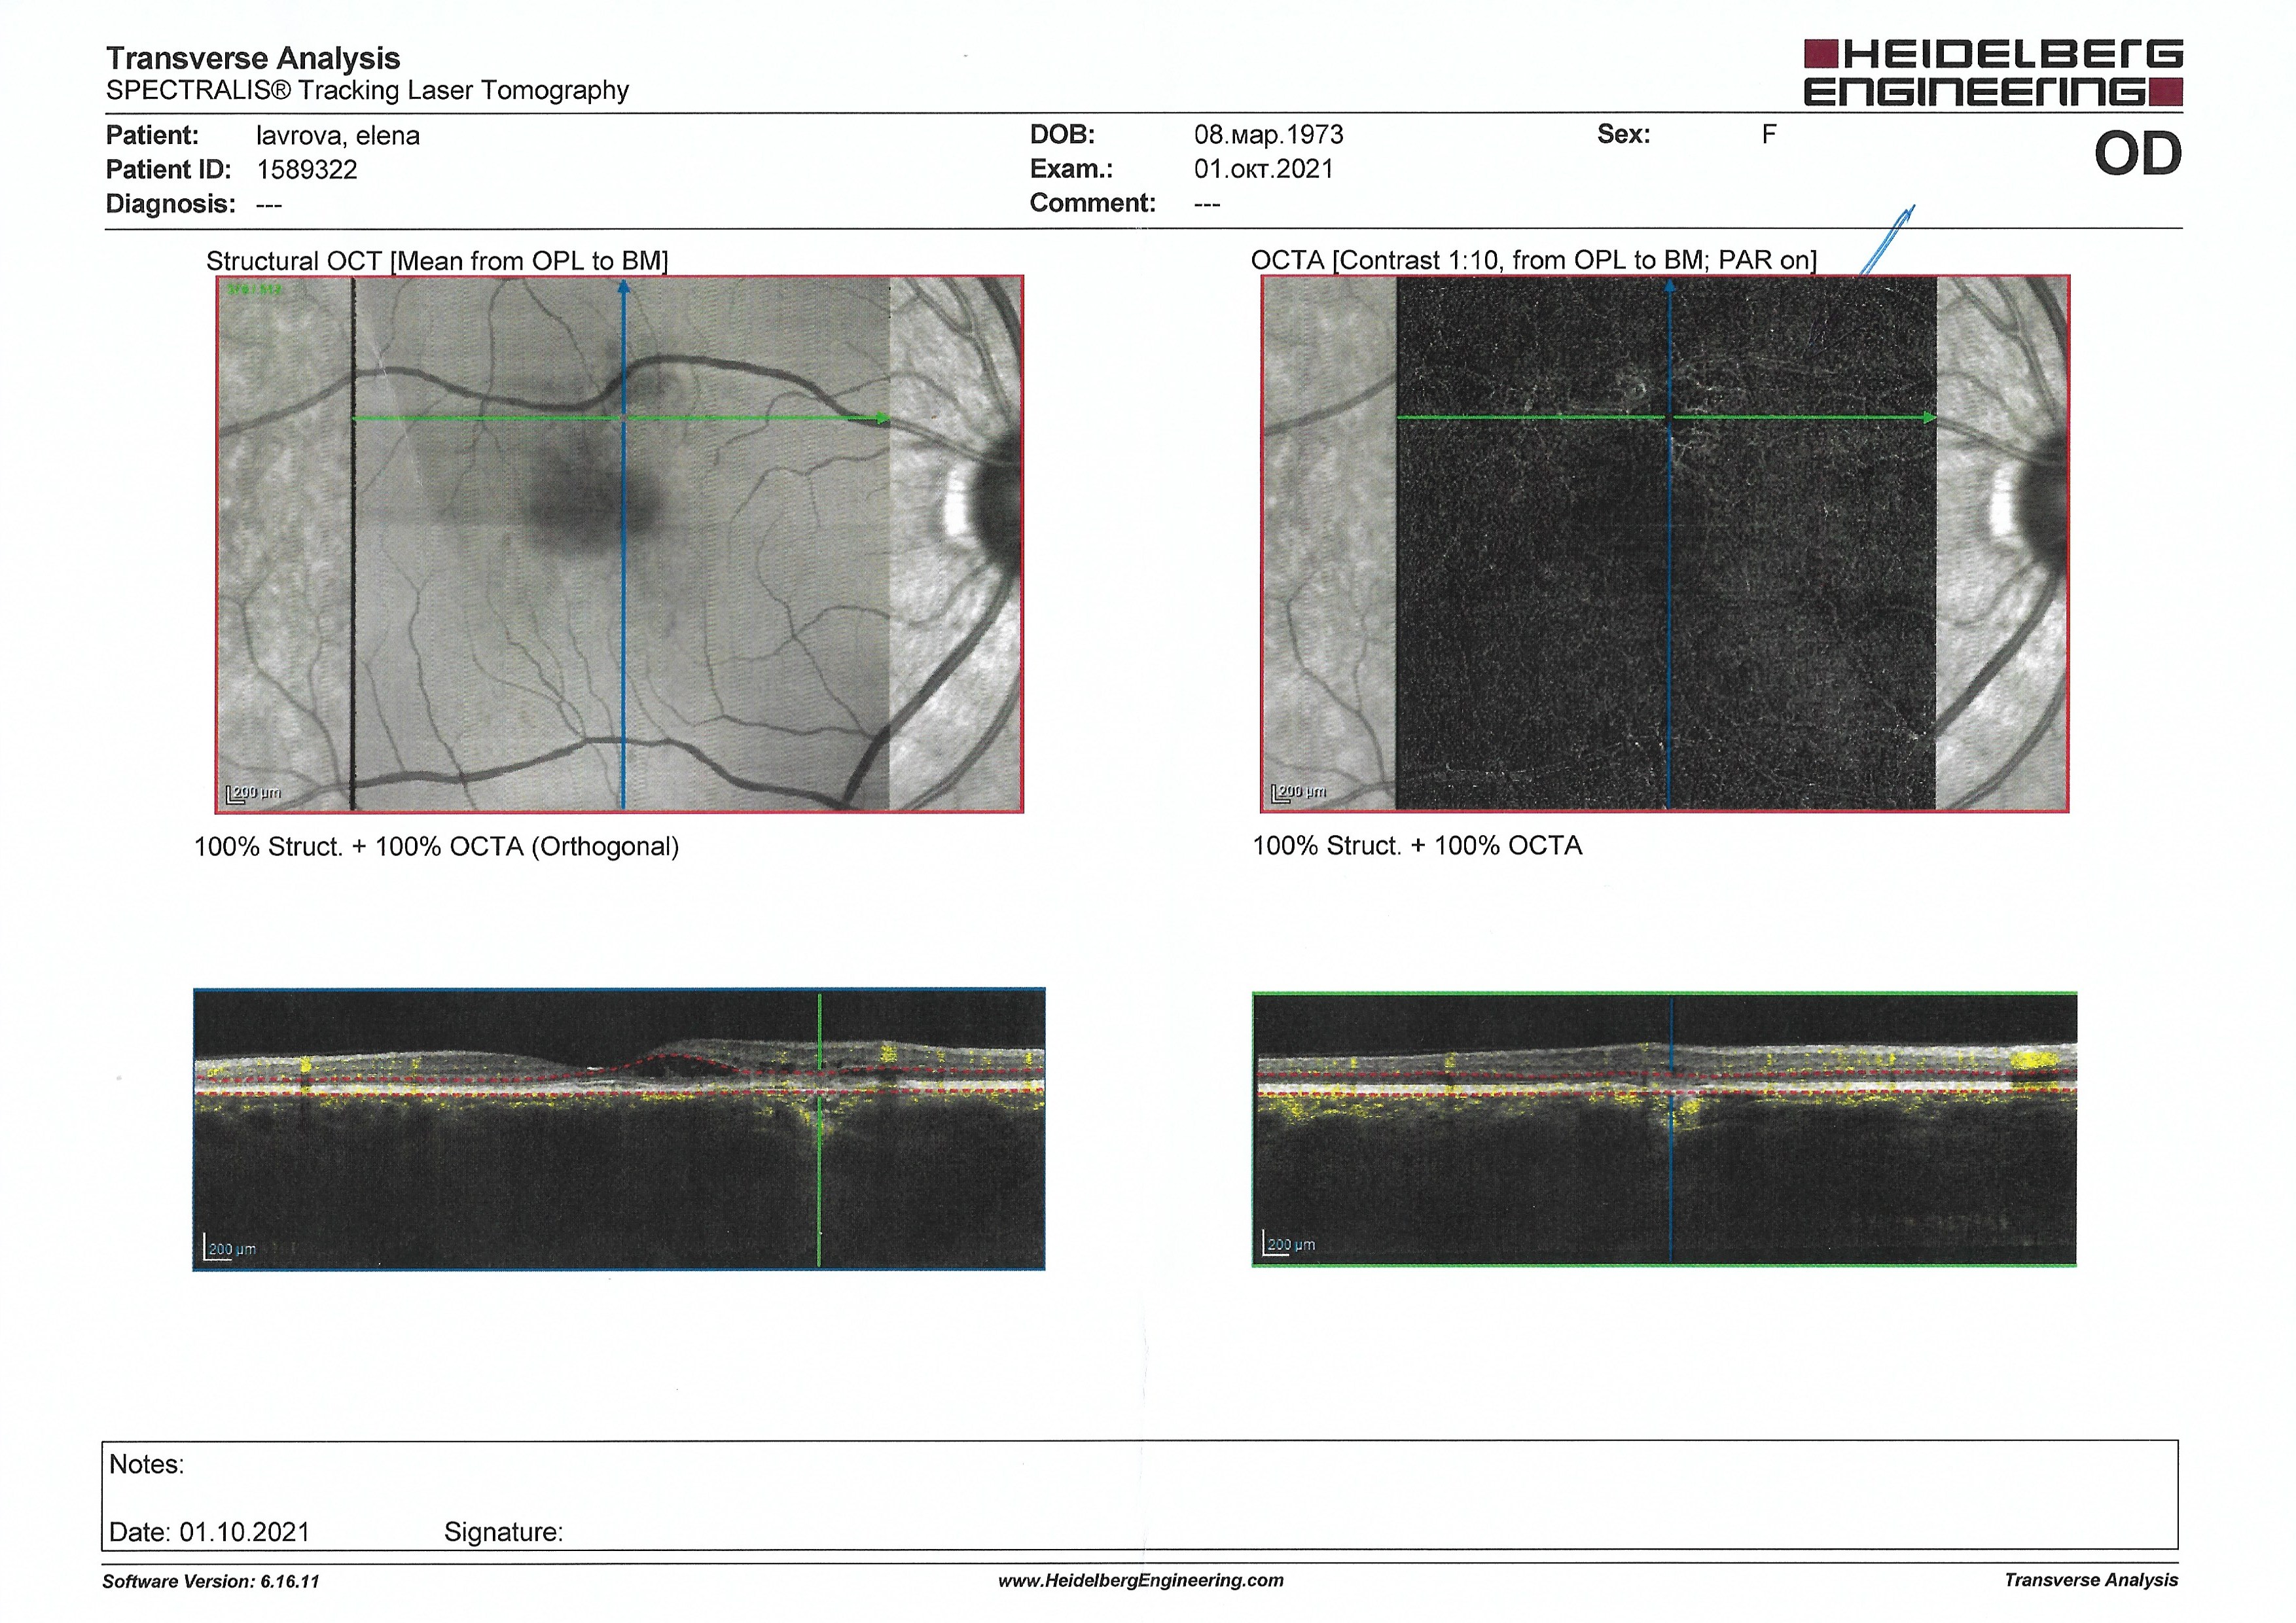 Transverse Analysis
SPECTRALIS® Tracking Laser Tomography
HEIDELBERG
ENGINEERING
Patient: lavrova, elena
DOB: 08.мар.1973
Sex: F
OD
Patient ID: 1589322
Exam.: 01.окт.2021
Diagnosis: ---
Comment: ---
Structural OCT [Mean from OPL to BM]
OCTA [Contrast 1:10, from OPL to BM; PAR on]
200 µm
200 µm
100% Struct. + 100% OCTA (Orthogonal)
100% Struct. + 100% OCTA
200 µm
200 µm
Notes:
Date: 01.10.2021
Signature:
Software Version: 6.16.11
www.HeidelbergEngineering.com
Transverse Analysis